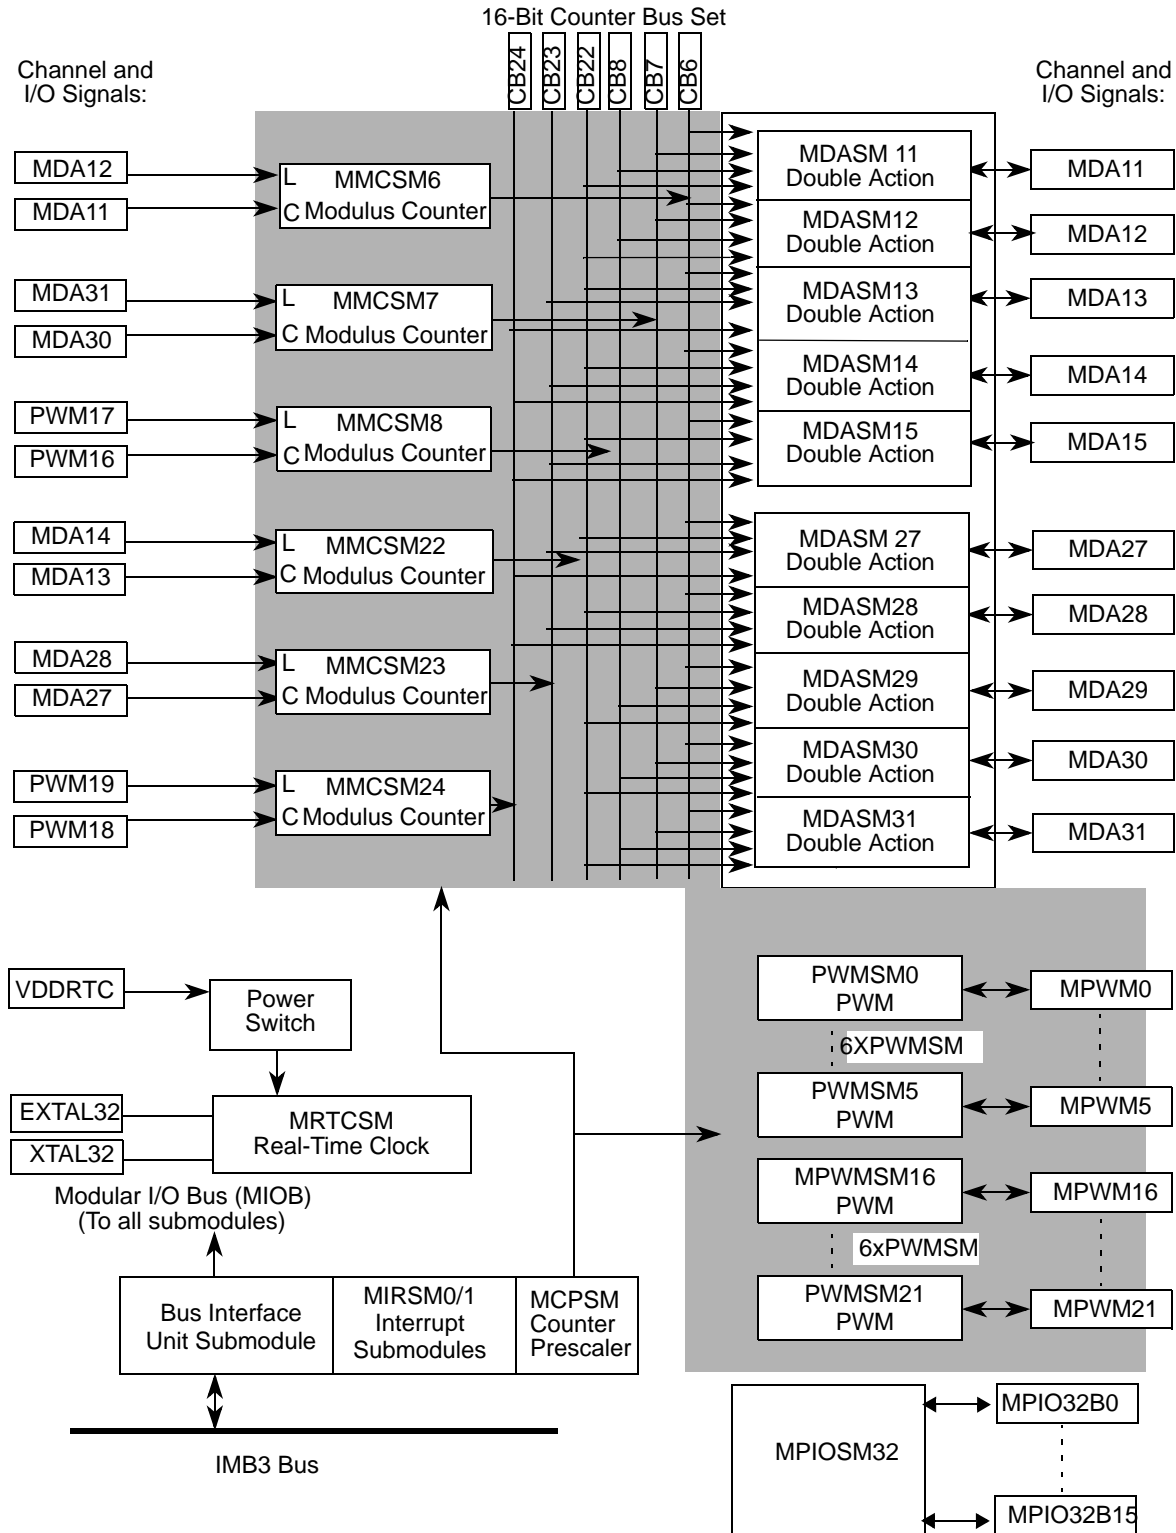 16-Bit Counter Bus Set
CB24
CB23
CB22
CB8
CB7
CB6
Channel and
I/O Signals:
Channel and
I/O Signals:
MDA12
MDA11
L
C
MMCSM6
Modulus Counter
MDASM 11
Double Action
MDA11
MDASM12
Double Action
MDA12
MDA31
MDA30
L
C
MMCSM7
Modulus Counter
MDASM13
Double Action
MDA13
MDASM14
Double Action
MDA14
PWM17
PWM16
L
C
MMCSM8
Modulus Counter
MDASM15
Double Action
MDA15
MDA14
MDA13
L
C
MMCSM22
Modulus Counter
MDASM 27
Double Action
MDA27
MDASM28
Double Action
MDA28
MDA28
MDA27
L
C
MMCSM23
Modulus Counter
MDASM29
Double Action
MDA29
MDASM30
Double Action
MDA30
PWM19
PWM18
L
C
MMCSM24
Modulus Counter
MDASM31
Double Action
MDA31
VDDRTC
Power
Switch
EXTAL32
XTAL32
MRTCSM
Real-Time Clock
PWMSM0
PWM
MPWM0
6XPWMSM
PWMSM5
PWM
MPWM5
MPWMSM16
PWM
MPWM16
6xPWMSM
PWMSM21
PWM
MPWM21
Modular I/O Bus (MIOB)
(To all submodules)
Bus Interface
Unit Submodule
MIRSM0/1
Interrupt
Submodules
MCPSM
Counter
Prescaler
IMB3 Bus
MPIOSM32
MPIO32B0
MPIO32B15